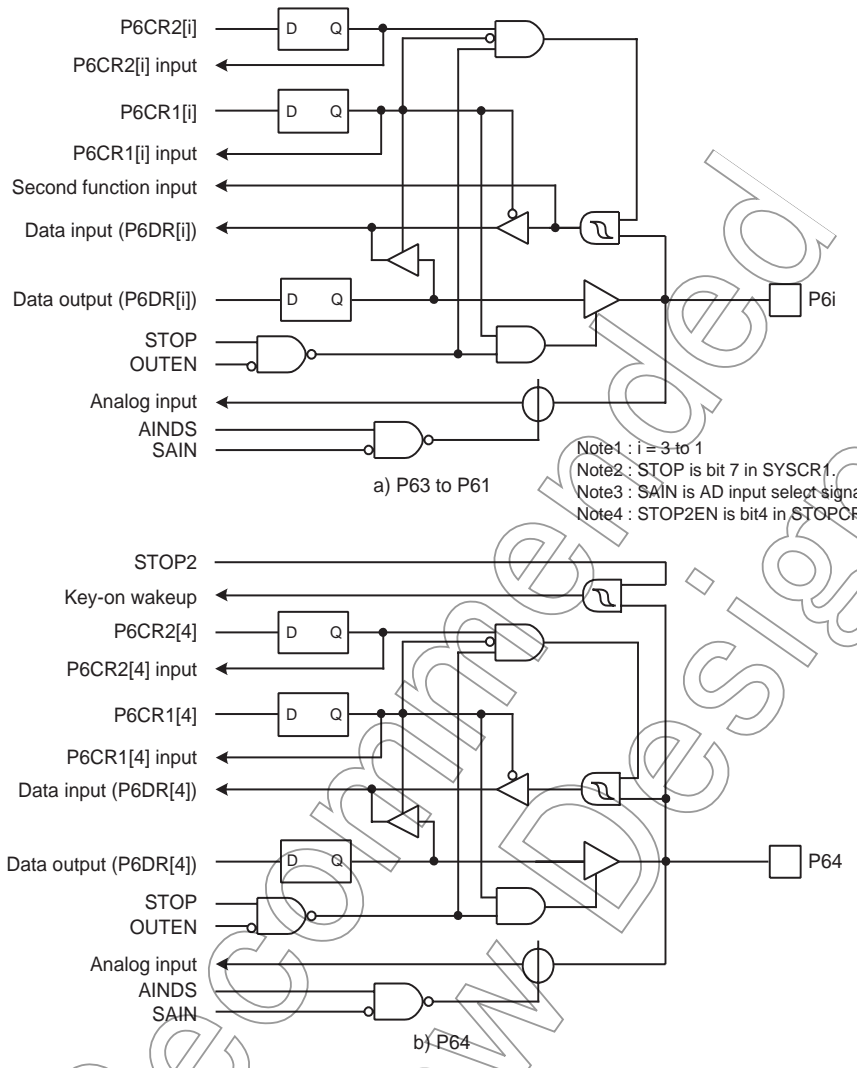 P6CR2[i]
D Q
P6CR2[i] input
P6CR1[i]
D Q
P6CR1[i] input
Second function input
Data input (P6DR[i])
Data output (P6DR[i])
D Q
P6i
STOP
OUTEN
Analog input
AINDS
SAIN
a) P63 to P61
Note1 : i = 3 to 1
Note2 : STOP is bit 7 in SYSCR1.
Note3 : SAIN is AD input select signa
Note4 : STOP2EN is bit4 in STOPCR
STOP2
Key-on wakeup
P6CR2[4]
D Q
P6CR2[4] input
P6CR1[4]
D Q
P6CR1[4] input
Data input (P6DR[4])
Data output (P6DR[4])
D Q
P64
STOP
OUTEN
Analog input
AINDS
SAIN
b) P64